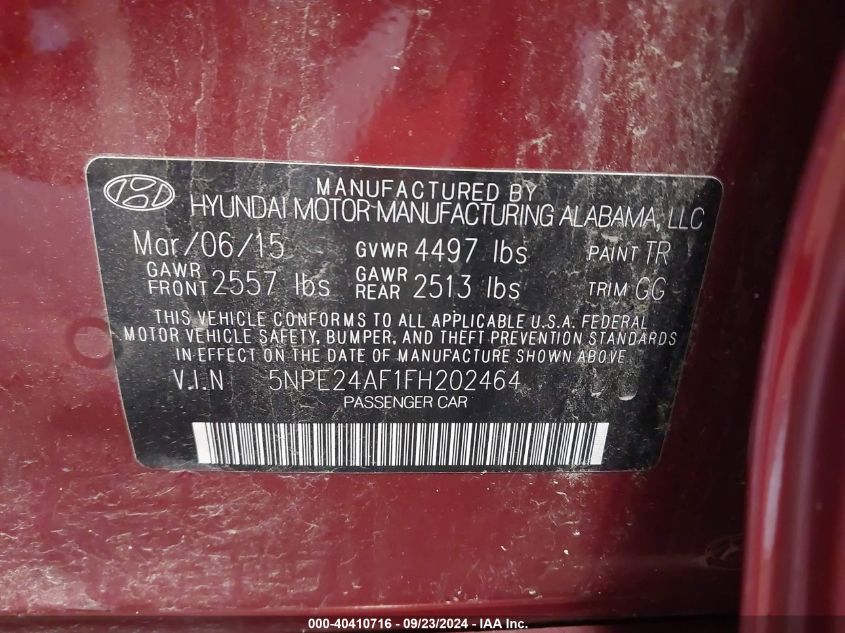 MANUFACTURED BY
HYUNDAI MOTOR MANUFACTURING ALABAMA, LLC
Mar/06/15 GVWR 4497 lbs PAINT TR
GAWR FRONT 2557 lbs GAWR REAR 2513 lbs TRIM GG
THIS VEHICLE CONFORMS TO ALL APPLICABLE U.S.A. FEDERAL
MOTOR VEHICLE SAFETY, BUMPER, AND THEFT PREVENTION STANDARDS
IN EFFECT ON THE DATE OF MANUFACTURE SHOWN ABOVE.
V.I.N 5NPE24AF1FH202464
PASSENGER CAR
000-40410716 - 09/23/2024 - IAA Inc.